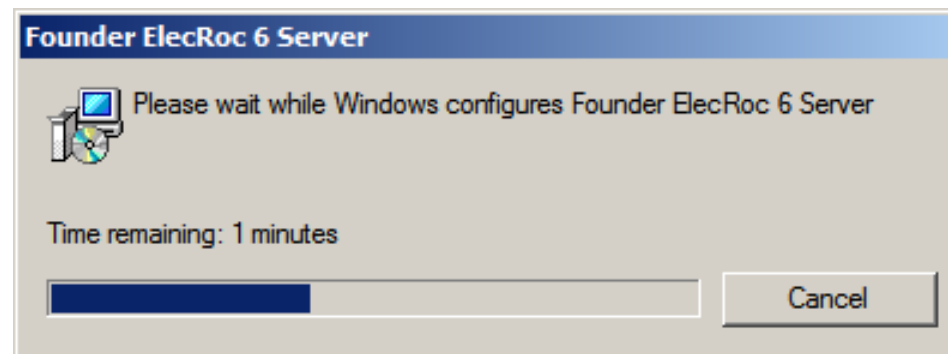 Founder ElecRoc 6 Server
Please wait while Windows configures Founder ElecRoc 6 Server
Time remaining: 1 minutes
Cancel